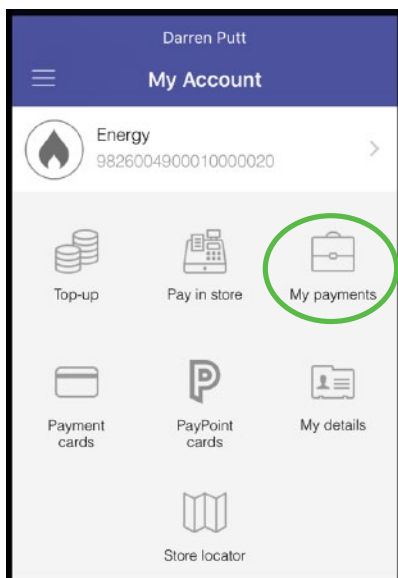 Darren Putt
My Account
Energy
9826004900010000020
Top-up
Pay in store
My payments
Payment
cards
PayPoint
cards
My details
Store locator